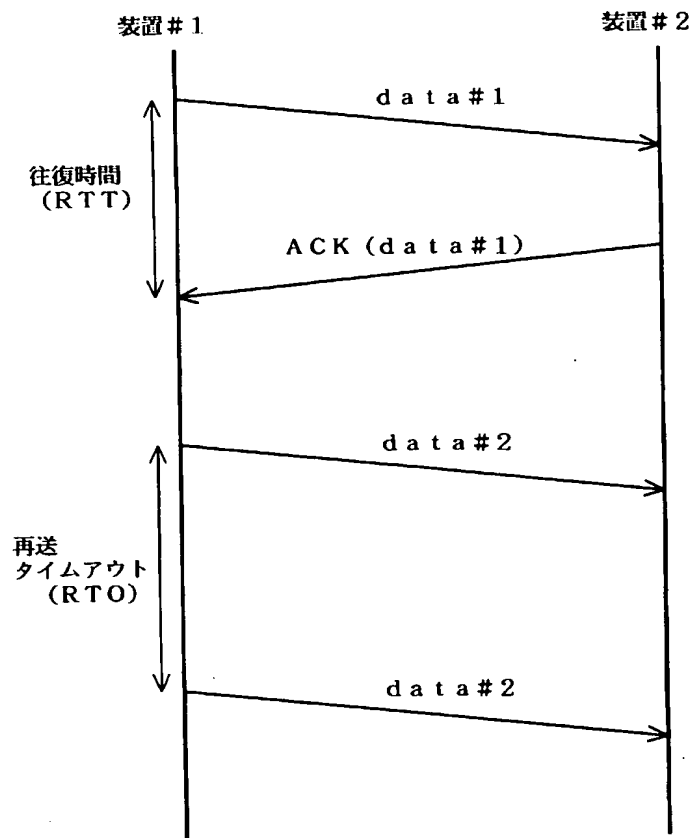 装置＃１
装置＃２
ｄａｔａ＃１
往復時間
（ＲＴＴ）
ＡＣＫ（ｄａｔａ＃１）
ｄａｔａ＃２
再送
タイムアウト
（ＲＴＯ）
ｄａｔａ＃２